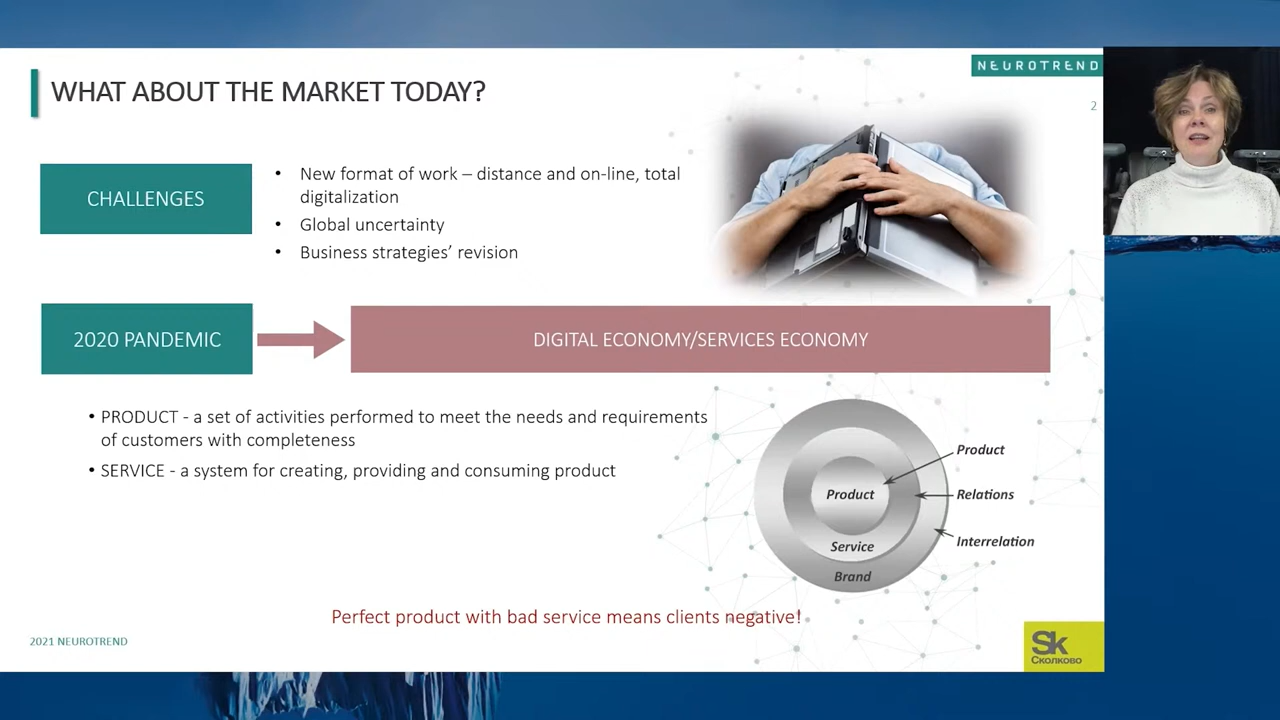 NEUROTREND
WHAT ABOUT THE MARKET TODAY?
2
CHALLENGES
• New format of work – distance and on-line, total
digitalization
• Global uncertainty
• Business strategies’ revision
2020 PANDEMIC
DIGITAL ECONOMY/SERVICES ECONOMY
• PRODUCT - a set of activities performed to meet the needs and requirements
of customers with completeness
• SERVICE - a system for creating, providing and consuming product
Product
Product
Relations
Interrelation
Service
Brand
Perfect product with bad service means clients negative!
2021 NEUROTREND
Sk
Сколково